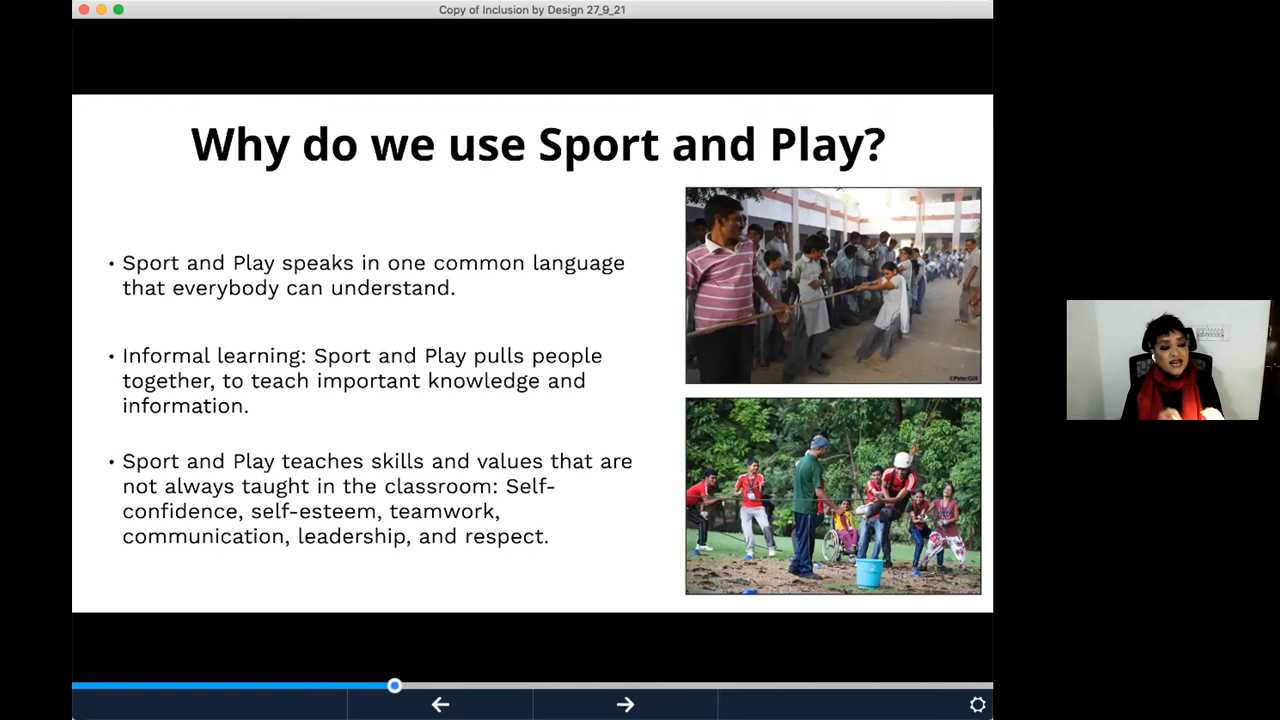 Copy of Inclusion by Design 27_9_21
Why do we use Sport and Play?
• Sport and Play speaks in one common language
that everybody can understand.
• Informal learning: Sport and Play pulls people
together, to teach important knowledge and
information.
• Sport and Play teaches skills and values that are
not always taught in the classroom: Self-
confidence, self-esteem, teamwork,
communication, leadership, and respect.
©PeterGill